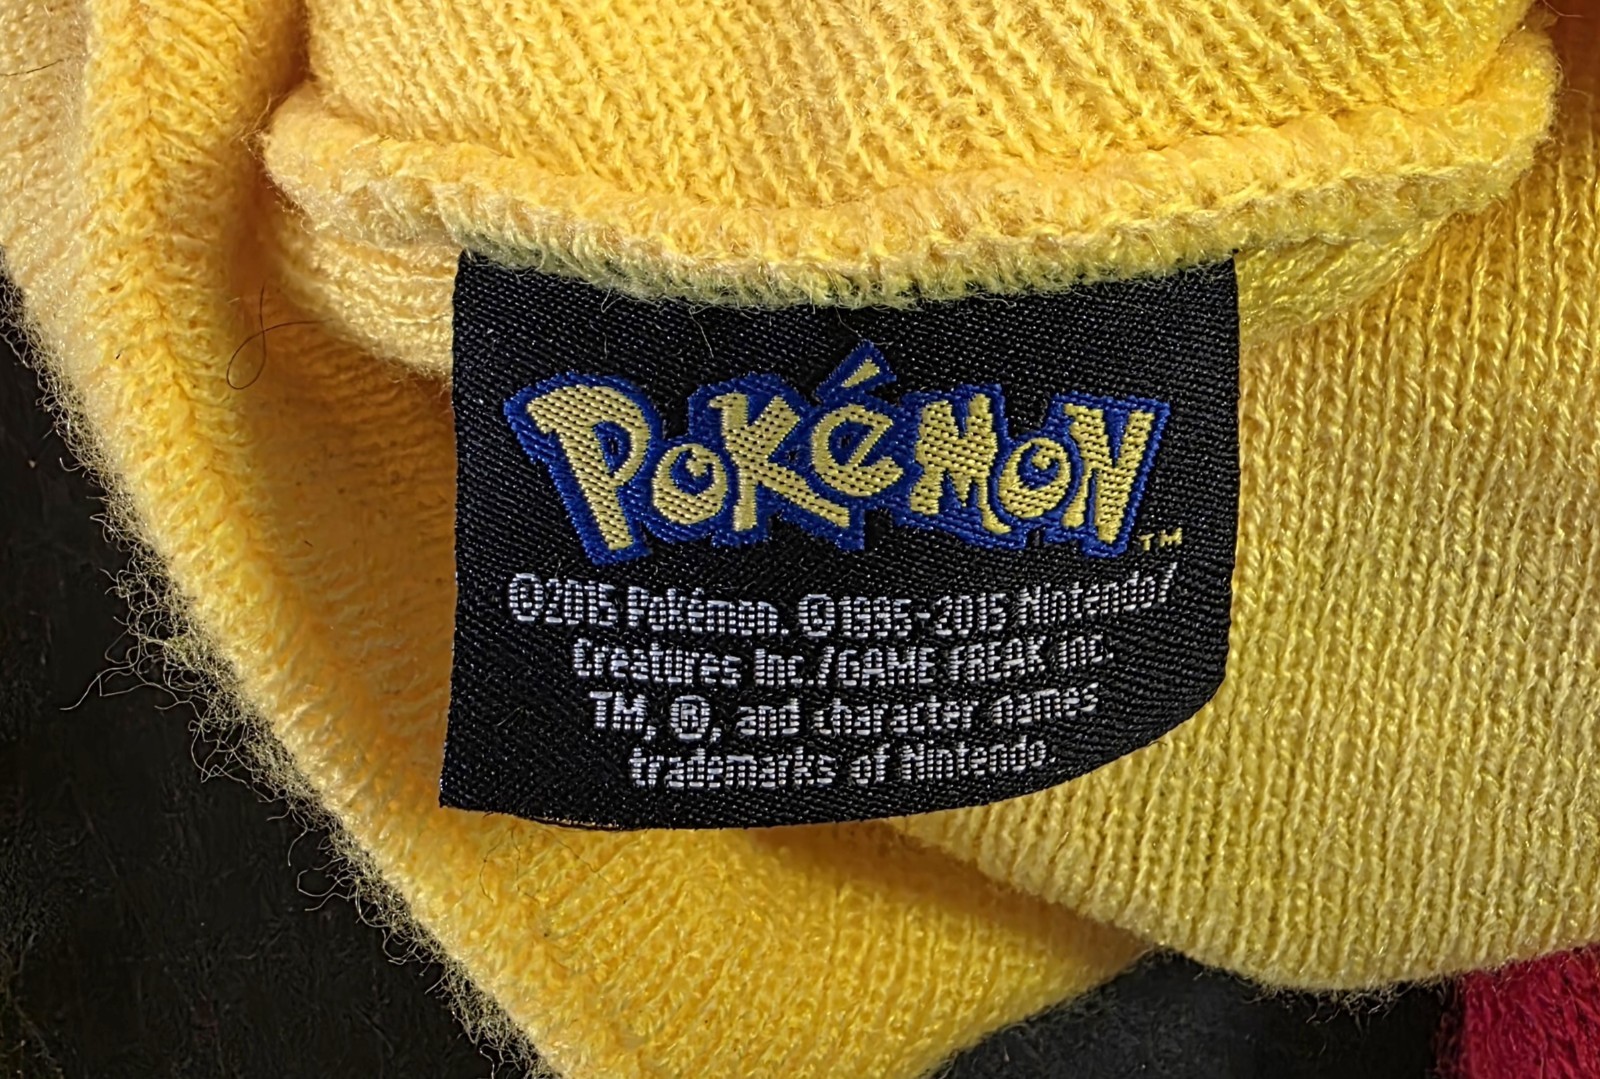 POKéMON™
©2015 Pokémon. ©1995-2015 Nintendo/
Creatures Inc./GAME FREAK inc.
TM, ®, and character names
trademarks of Nintendo.